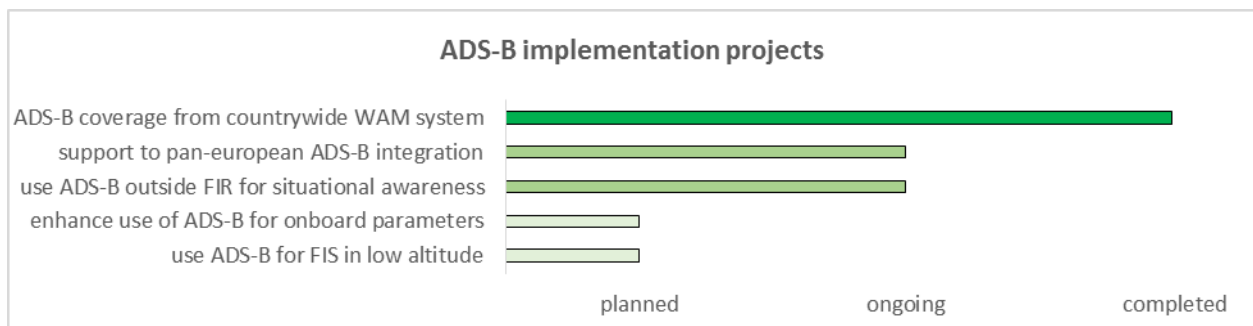 ADS-B implementation projects
ADS-B coverage from countrywide WAM system
support to pan-european ADS-B integration
use ADS-B outside FIR for situational awareness
enhance use of ADS-B for onboard parameters
use ADS-B for FIS in low altitude
planned ongoing completed